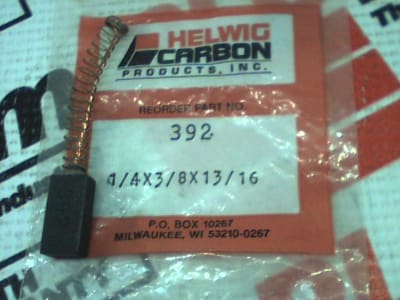 HELWIG
CARBON
PRODUCTS, INC.
REORDER PART NO.
392
1/4X3/8X13/16
P.O. BOX 10267
MILWAUKEE, WI 53210-0267